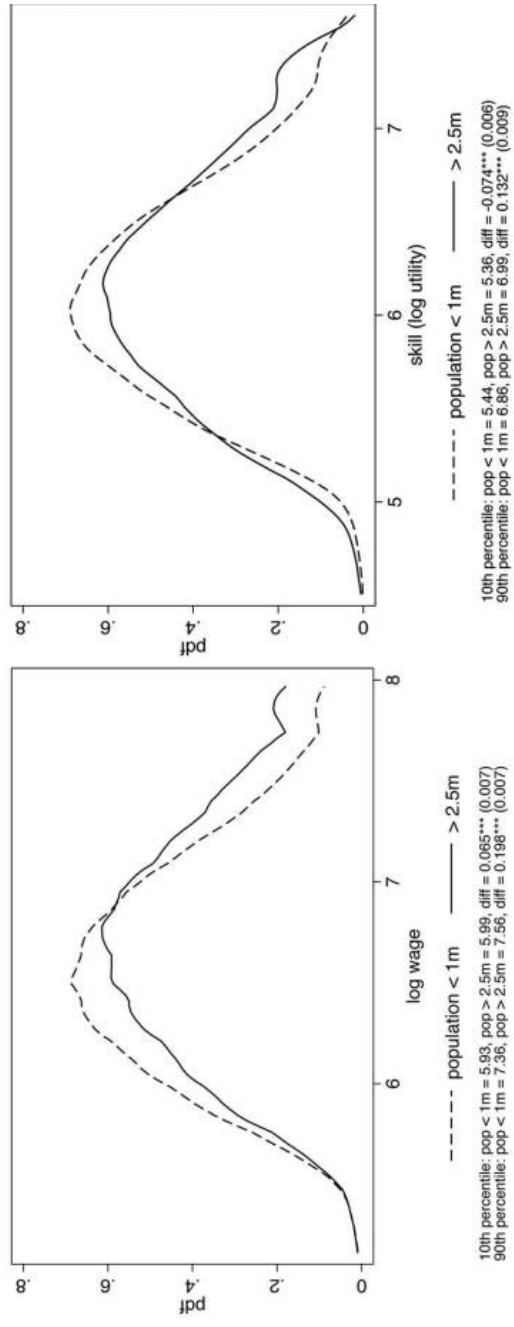 pdf
0 .2 .4 .6 .8
6 7 8
log wage
population < 1m > 2.5m
10th percentile: pop < 1m = 5.93, pop > 2.5m = 5.99, diff = 0.065*** (0.007)
90th percentile: pop < 1m = 7.36, pop > 2.5m = 7.56, diff = 0.198*** (0.007)
pdf
0 .2 .4 .6 .8
5 6 7
skill (log utility)
population < 1m > 2.5m
10th percentile: pop < 1m = 5.44, pop > 2.5m = 5.36, diff = -0.074*** (0.006)
90th percentile: pop < 1m = 6.86, pop > 2.5m = 6.99, diff = 0.132*** (0.009)